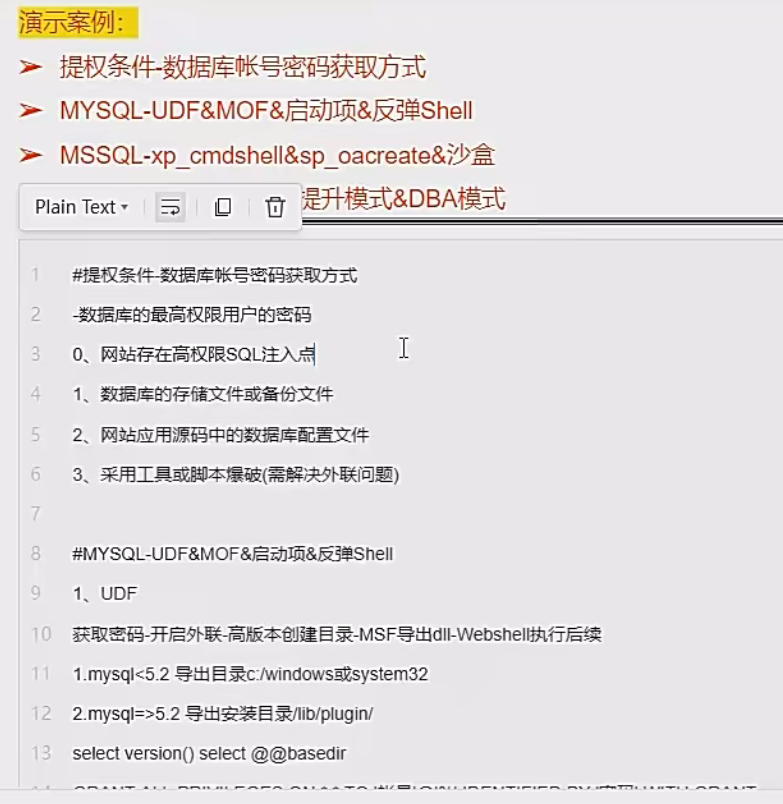 演示案例：
➢ 提权条件-数据库帐号密码获取方式
➢ MYSQL-UDF&MOF&启动项&反弹Shell
➢ MSSQL-xp_cmdshell&sp_oacreate&沙盒
提升模式&DBA模式
Plain Text
1 #提权条件-数据库帐号密码获取方式
2 -数据库的最高权限用户的密码
3 0、网站存在高权限SQL注入点
4 1、数据库的存储文件或备份文件
5 2、网站应用源码中的数据库配置文件
6 3、采用工具或脚本爆破(需解决外联问题)
7
8 #MYSQL-UDF&MOF&启动项&反弹Shell
9 1、UDF
10 获取密码-开启外联-高版本创建目录-MSF导出dll-Webshell执行后续
11 1.mysql<5.2 导出目录c:/windows或system32
12 2.mysql=>5.2 导出安装目录/lib/plugin/
13 select version() select @@basedir